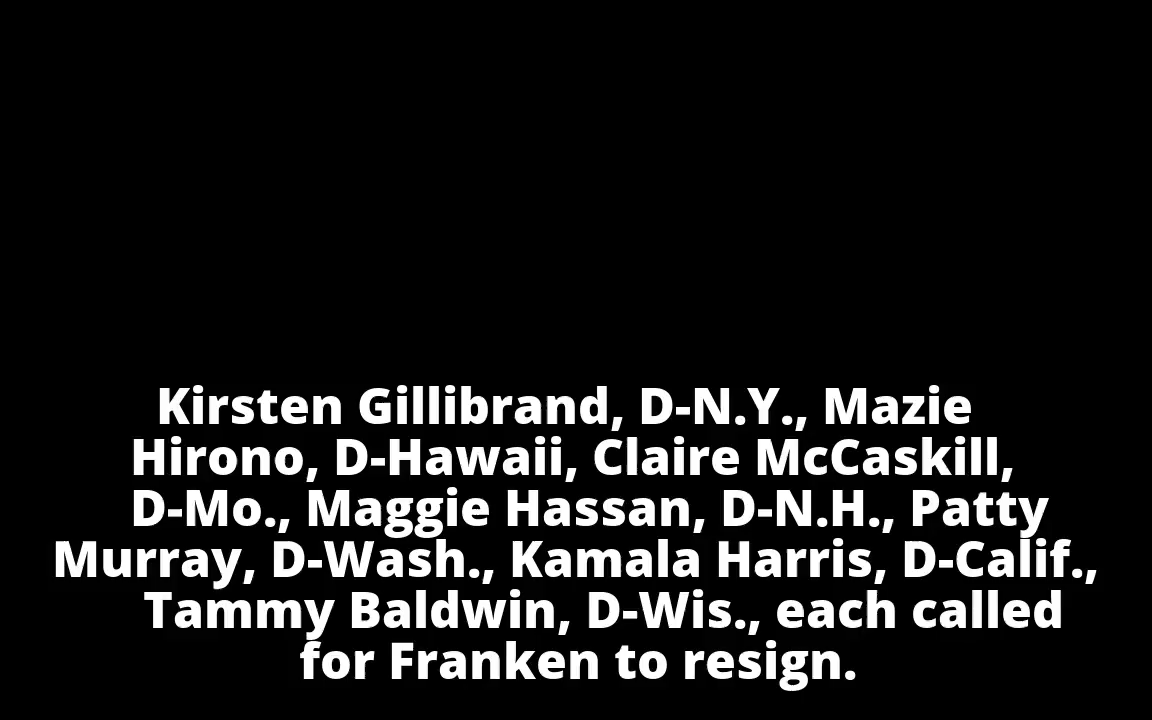 Kirsten Gillibrand, D-N.Y., Mazie
Hirono, D-Hawaii, Claire McCaskill,
D-Mo., Maggie Hassan, D-N.H., Patty
Murray, D-Wash., Kamala Harris, D-Calif.,
Tammy Baldwin, D-Wis., each called
for Franken to resign.